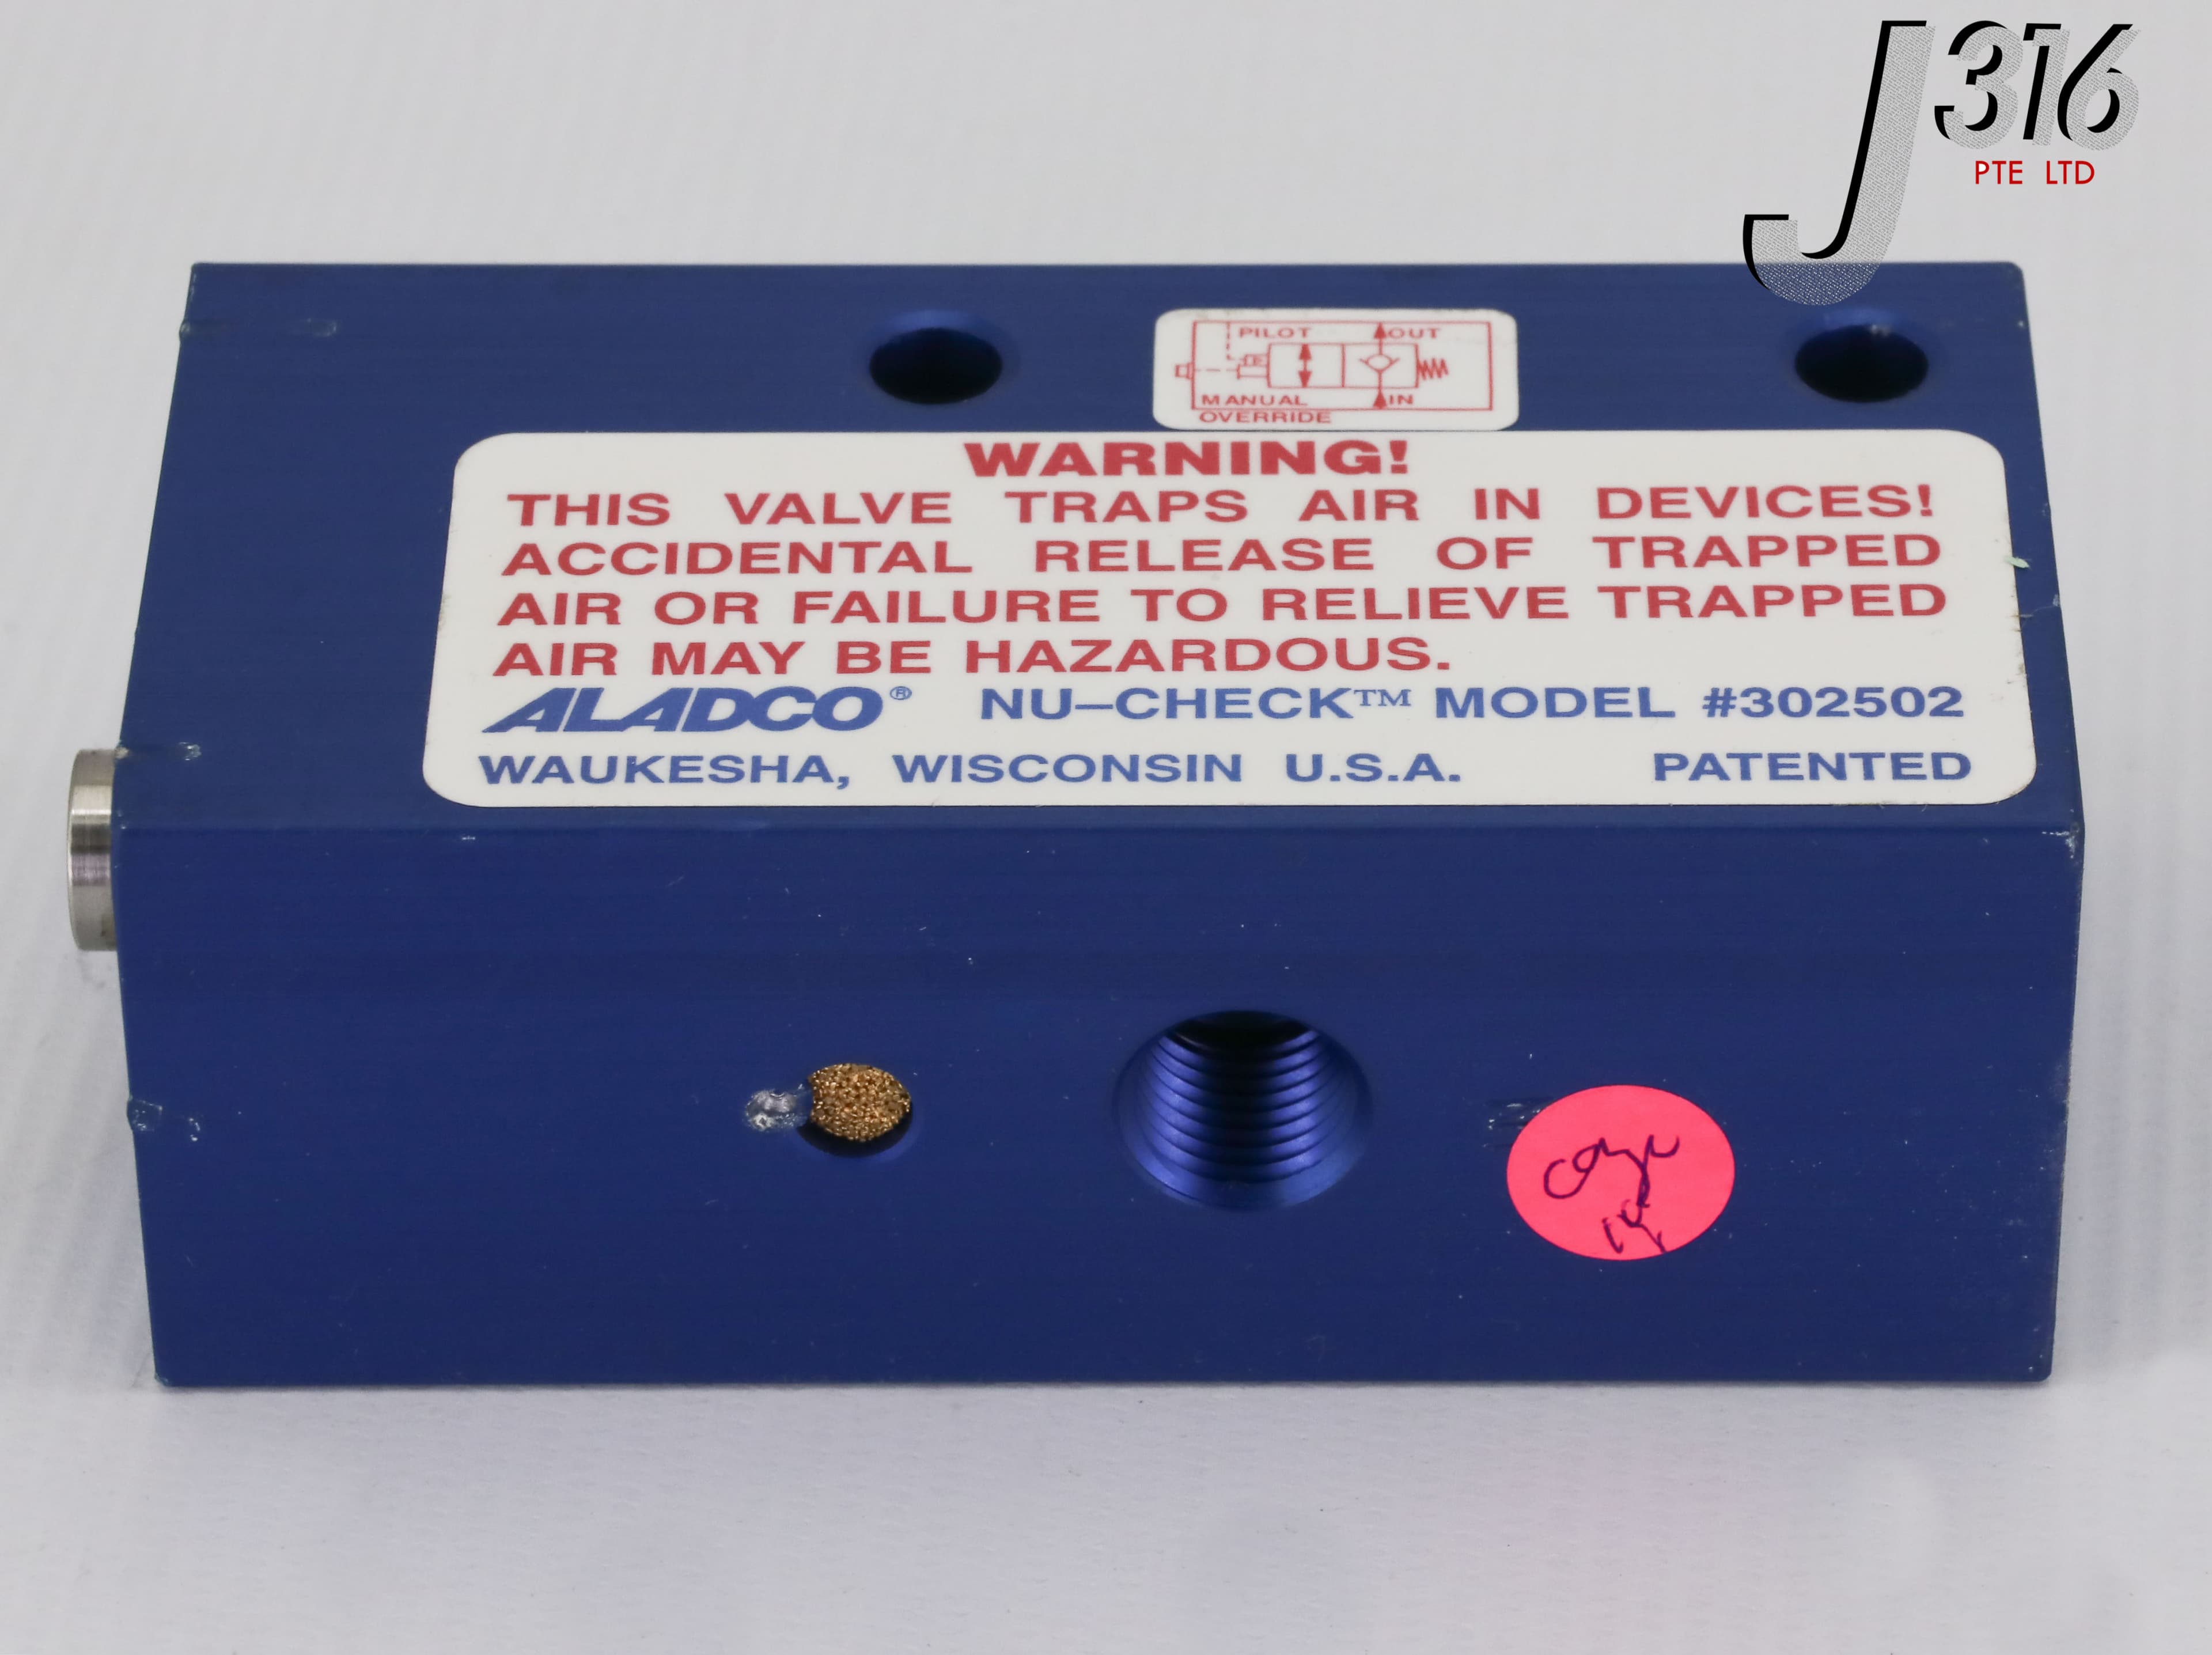 J316
PTE LTD
PILOT OUT
MANUAL IN
OVERRIDE
WARNING!
THIS VALVE TRAPS AIR IN DEVICES!
ACCIDENTAL RELEASE OF TRAPPED
AIR OR FAILURE TO RELIEVE TRAPPED
AIR MAY BE HAZARDOUS.
ALADCO® NU–CHECK™ MODEL #302502
WAUKESHA, WISCONSIN U.S.A. PATENTED